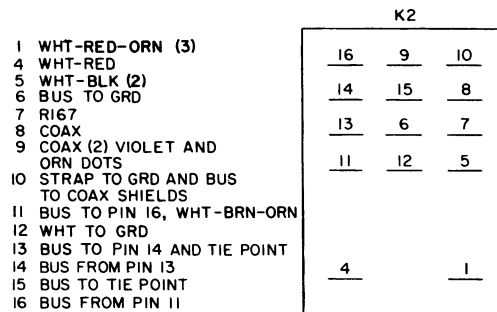 K2
1 WHT-RED-ORN (3)
4 WHT-RED
5 WHT-BLK (2)
6 BUS TO GRD
7 R167
8 COAX
9 COAX (2) VIOLET AND
ORN DOTS
10 STRAP TO GRD AND BUS
TO COAX SHIELDS
11 BUS TO PIN 16, WHT-BRN-ORN
12 WHT TO GRD
13 BUS TO PIN 14 AND TIE POINT
14 BUS FROM PIN 13
15 BUS TO TIE POINT
16 BUS FROM PIN 11
16 9 10
14 15 8
13 6 7
11 12 5
4 1